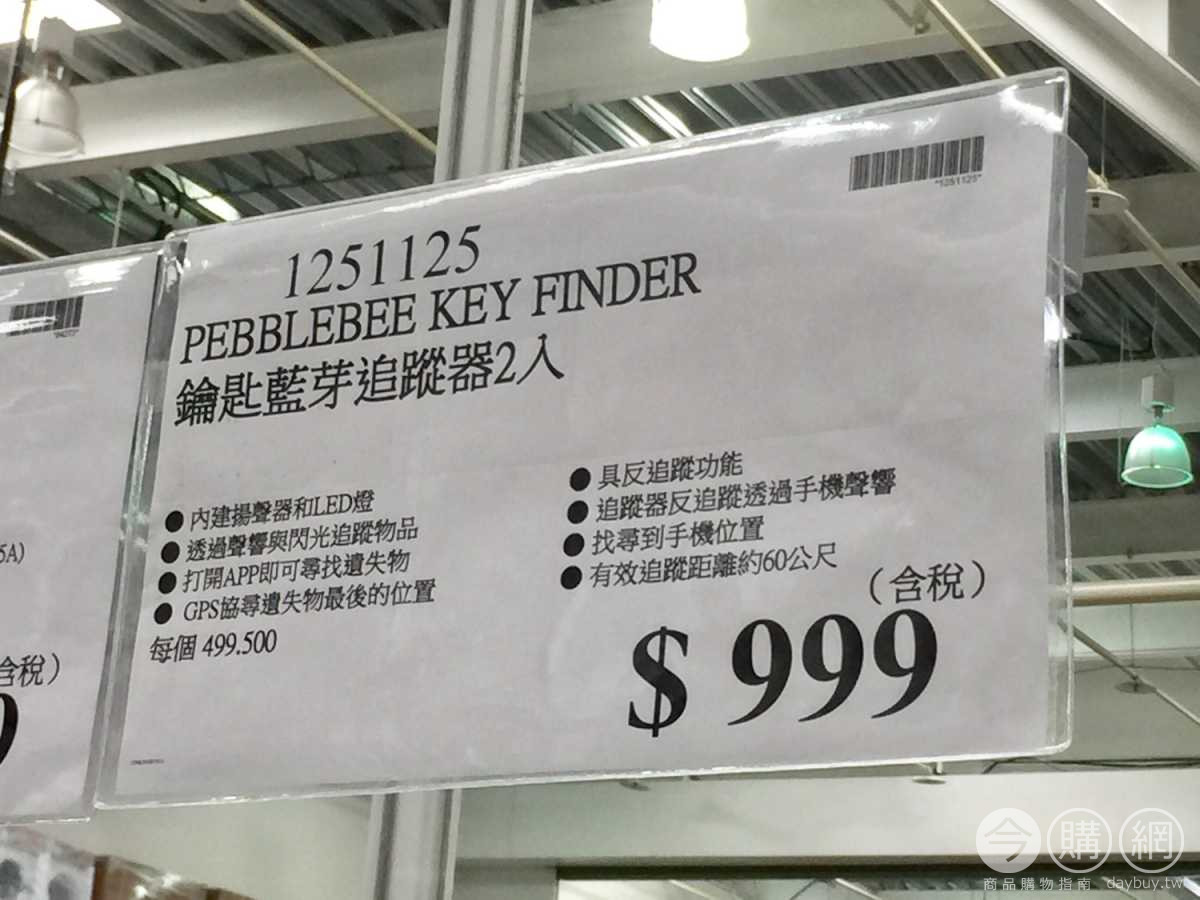 *1251125*
1251125
PEBBLEBEE KEY FINDER
鑰匙藍芽追蹤器2入
● 內建揚聲器和LED燈
● 透過聲響與閃光追蹤物品
● 打開APP即可尋找遺失物
● GPS協尋遺失物最後的位置
每個 499.500
● 具反追蹤功能
● 追蹤器反追蹤透過手機聲響
● 找尋到手機位置
● 有效追蹤距離約60公尺
（含稅）
$ 999
5A)
含稅）
今購網
商品購物指南 daybuy.tw